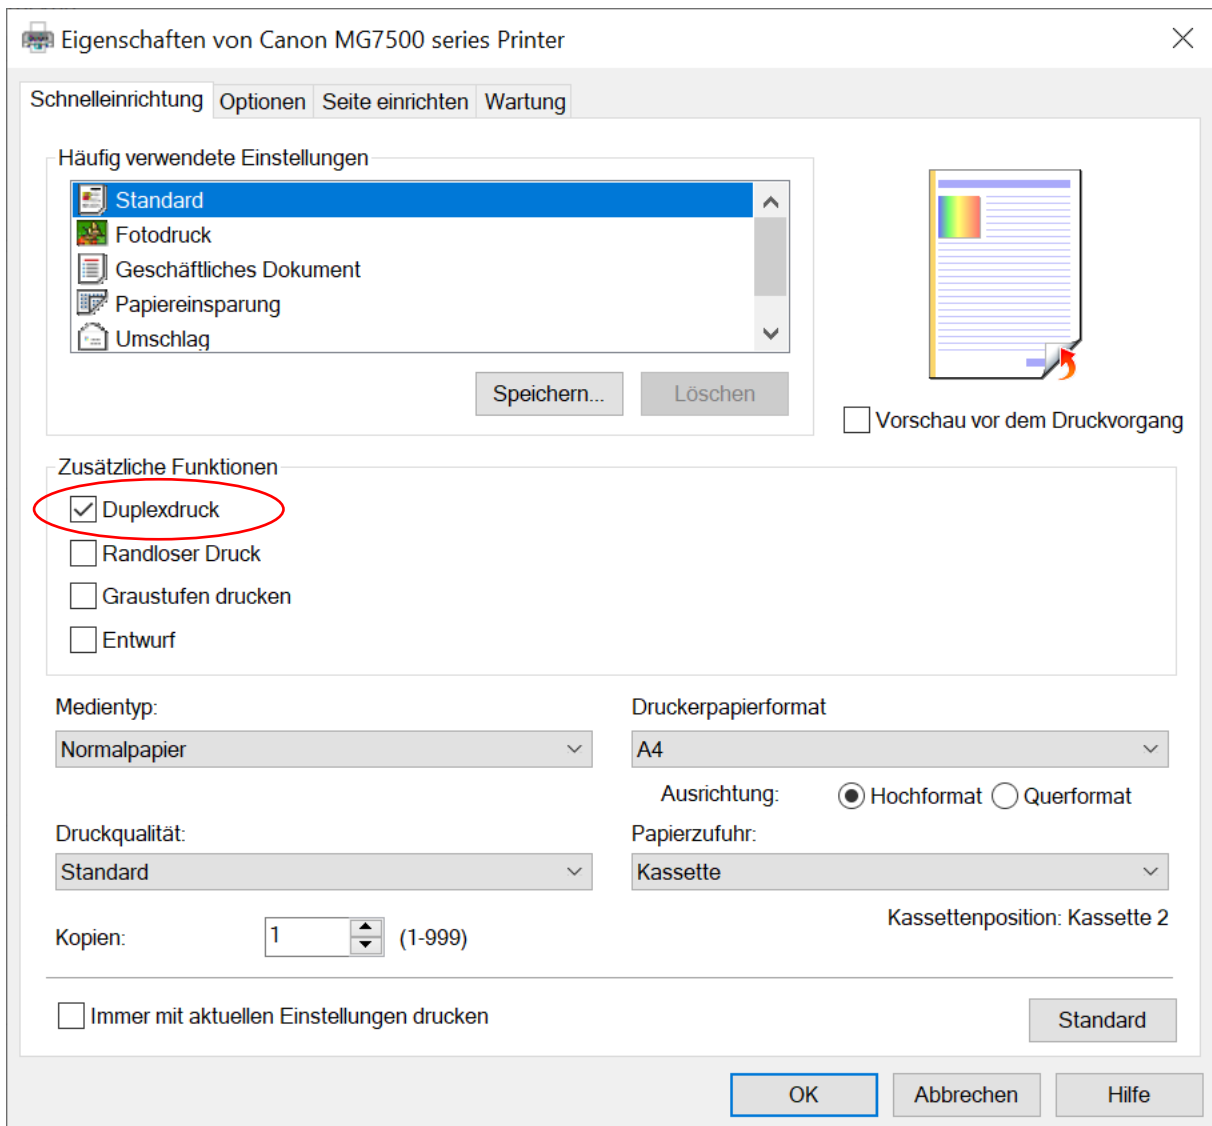 Eigenschaften von Canon MG7500 series Printer
Schnelleinrichtung Optionen Seite einrichten Wartung
Häufig verwendete Einstellungen
Standard
Fotodruck
Geschäftliches Dokument
Papiereinsparung
Umschlag
Speichern... Löschen
Vorschau vor dem Druckvorgang
Zusätzliche Funktionen
Duplexdruck
Randloser Druck
Graustufen drucken
Entwurf
Medientyp:
Normalpapier
Druckerpapierformat
A4
Ausrichtung: Hochformat Querformat
Druckqualität:
Standard
Papierzufuhr:
Kassette
Kassettenposition: Kassette 2
Kopien: 1 (1-999)
Immer mit aktuellen Einstellungen drucken
Standard
OK Abbrechen Hilfe